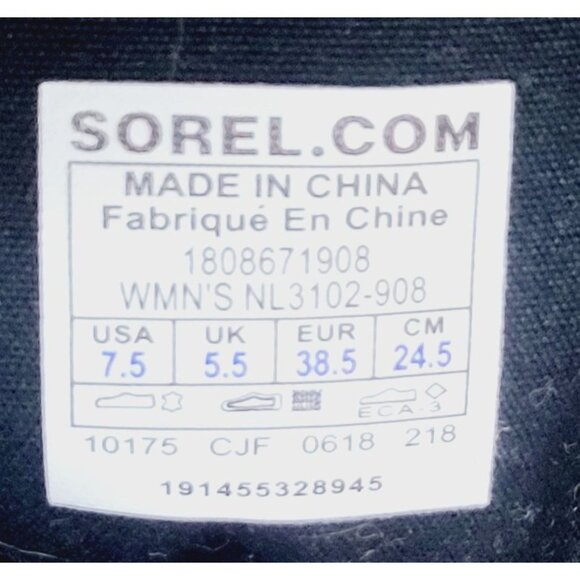 SOREL.COM
MADE IN CHINA
Fabriqué En Chine
1808671908
WMN'S NL3102-908
USA UK EUR CM
7.5 5.5 38.5 24.5
ECA-3
10175 CJF 0618 218
191455328945